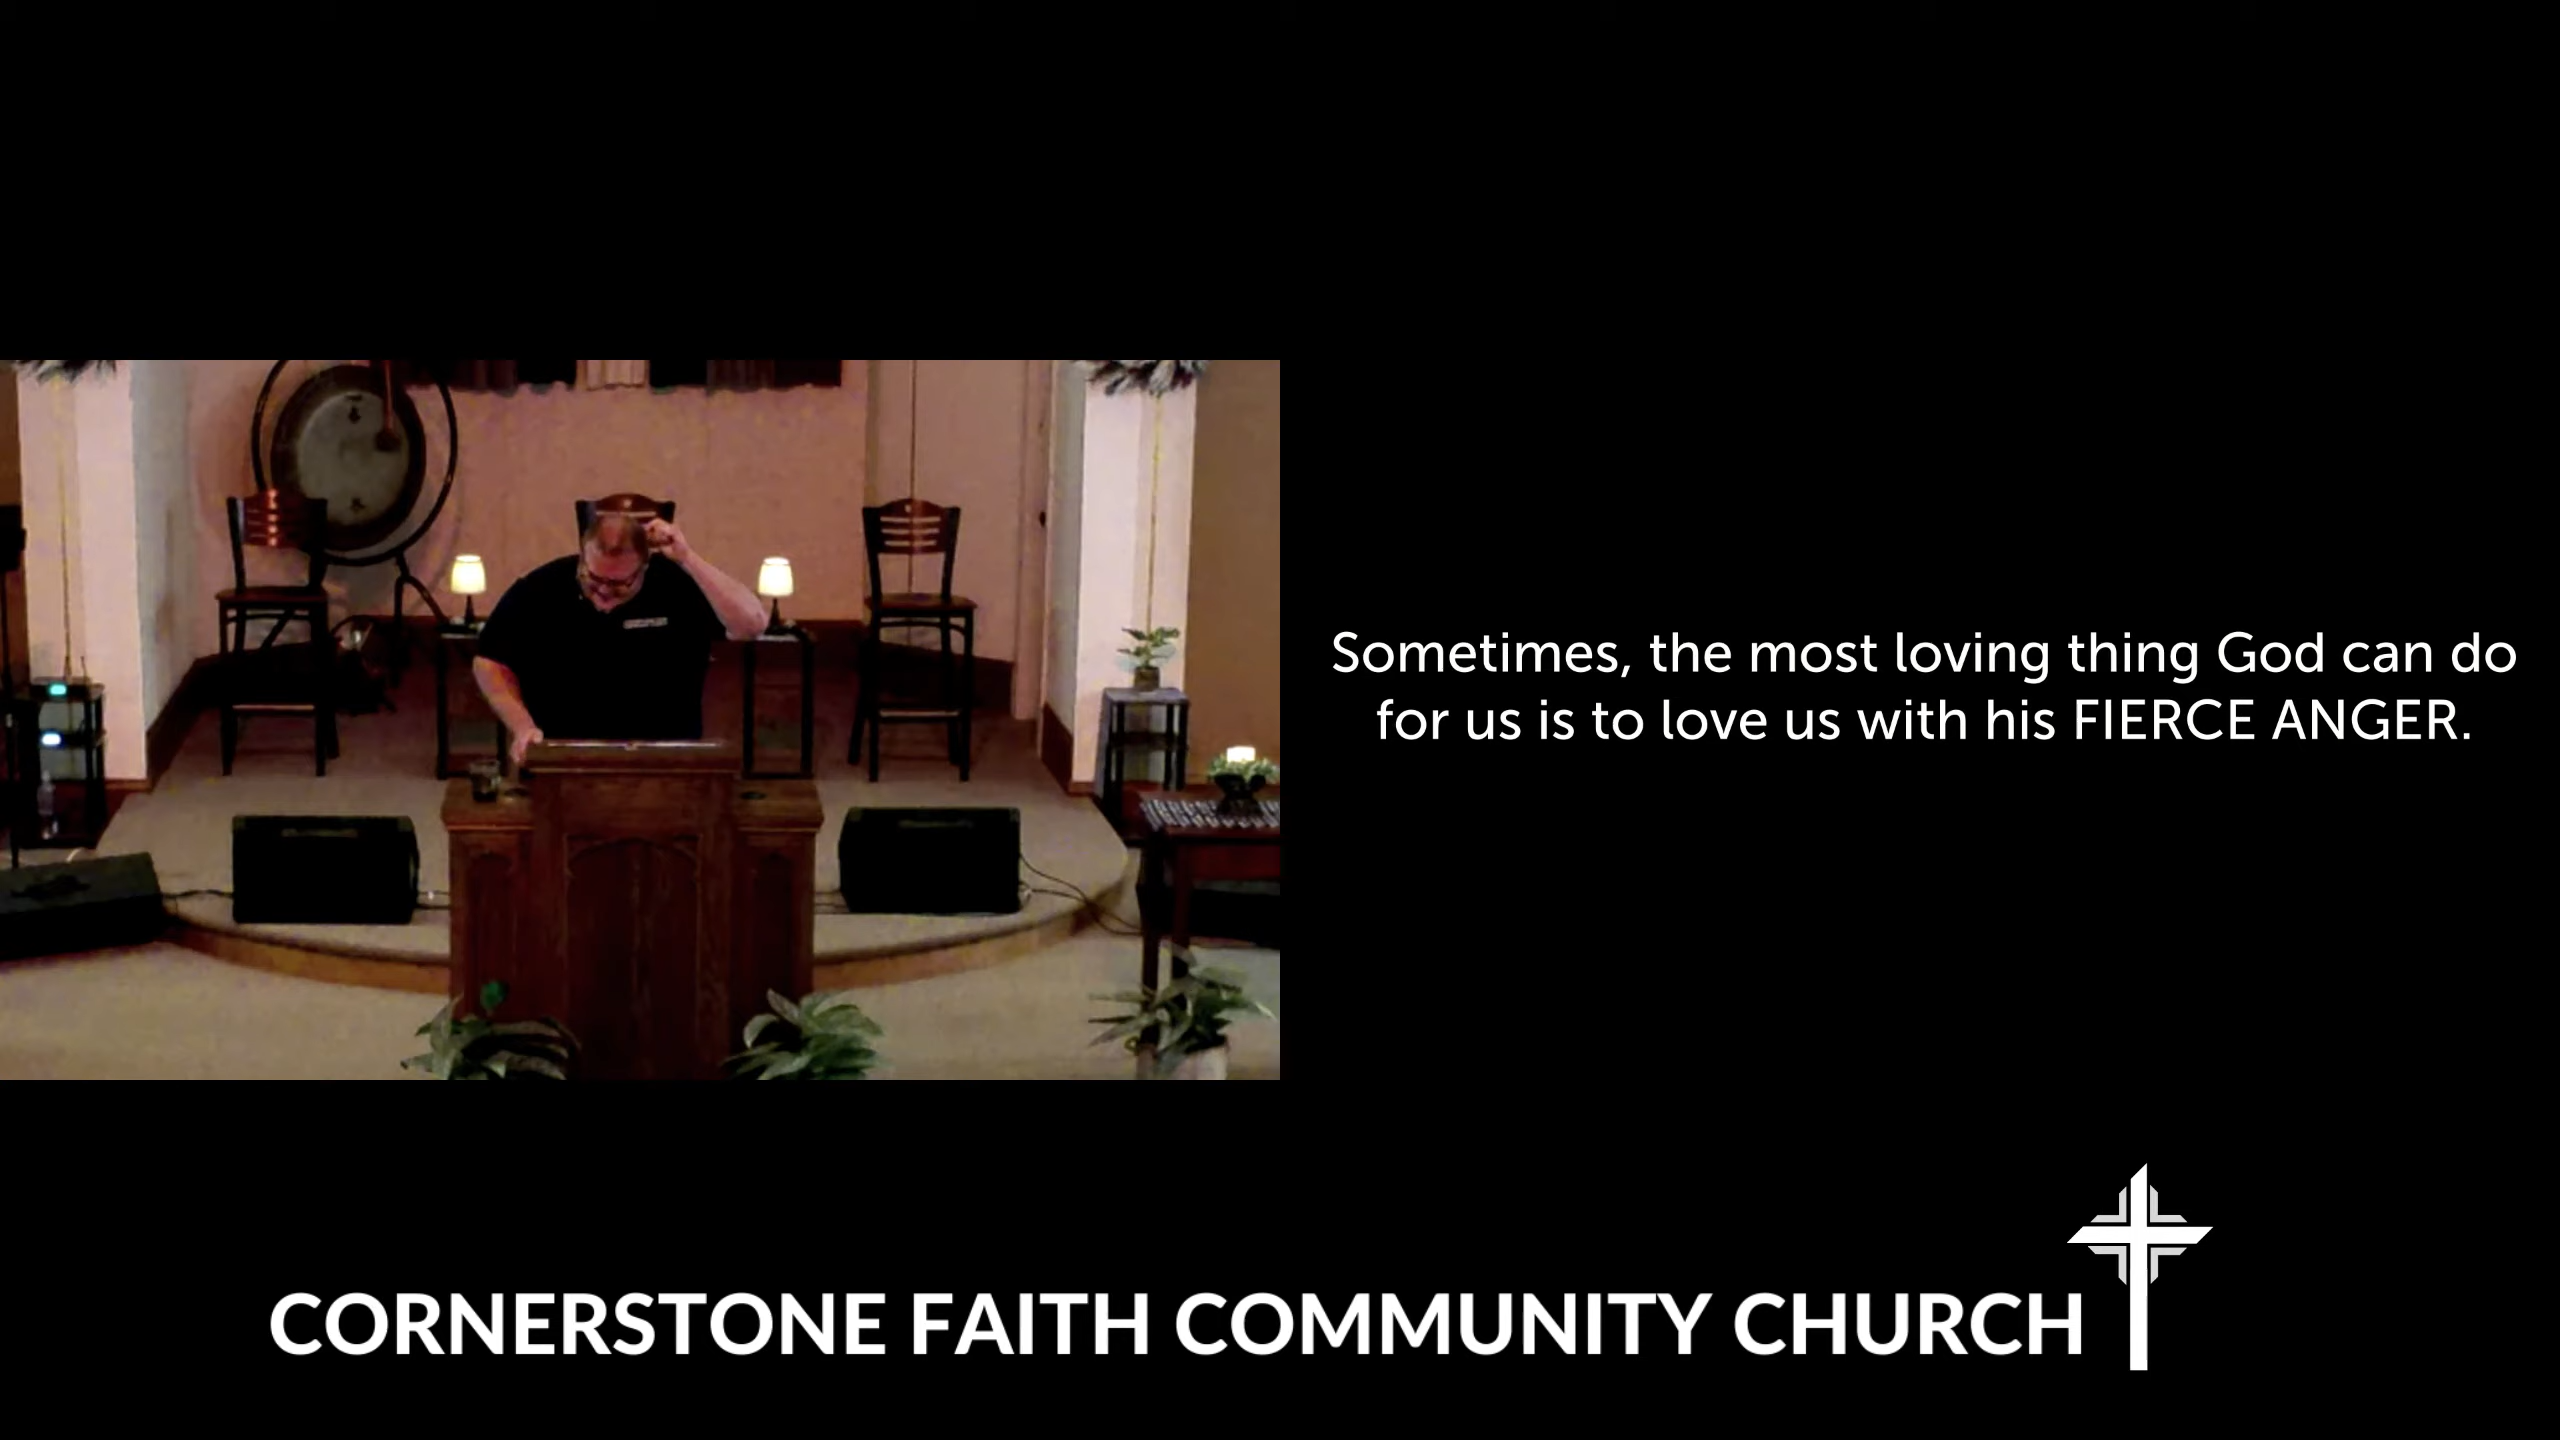 Sometimes, the most loving thing God can do
for us is to love us with his FIERCE ANGER.
CORNERSTONE FAITH COMMUNITY CHURCH